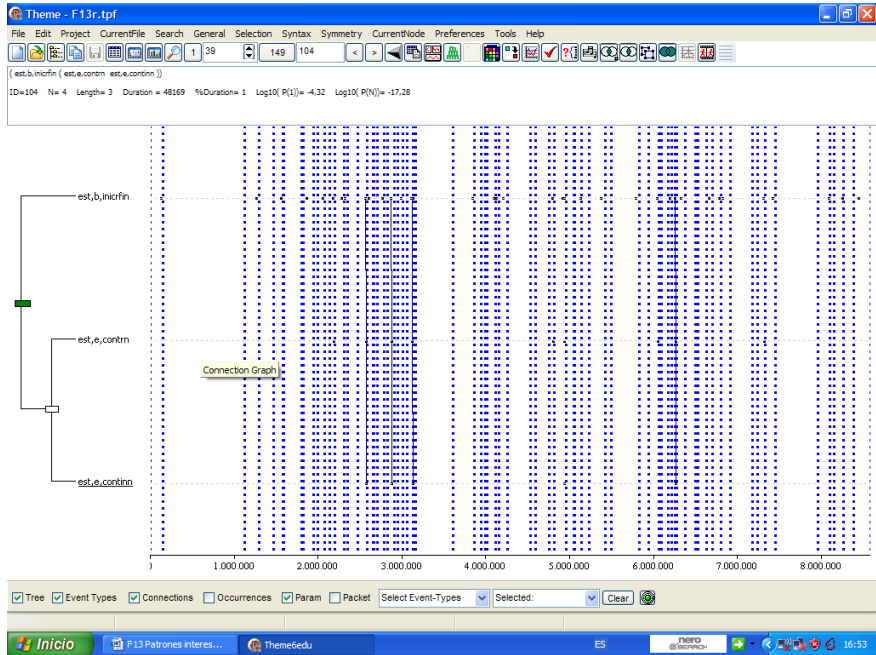 Theme - F13r.tpf
File Edit Project CurrentFile Search General Selection Syntax Symmetry CurrentNode Preferences Tools Help
1 39 149 104 < >
( est,b,inicrfin ( est,e,contrn est,e,continn ))
ID=104 N= 4 Length= 3 Duration = 48169 %Duration= 1 Log10( P(1))= -4,32 Log10( P(N))= -17,28
est,b,inicrfin
est,e,contrn
Connection Graph
est,e,continn
1.000.000 2.000.000 3.000.000 4.000.000 5.000.000 6.000.000 7.000.000 8.000.000
Tree Event Types Connections Occurrences Param Packet Select Event-Types Selected: Clear
Inicio F13 Patrones interes... Theme6edu ES nero SEARCH 16:53